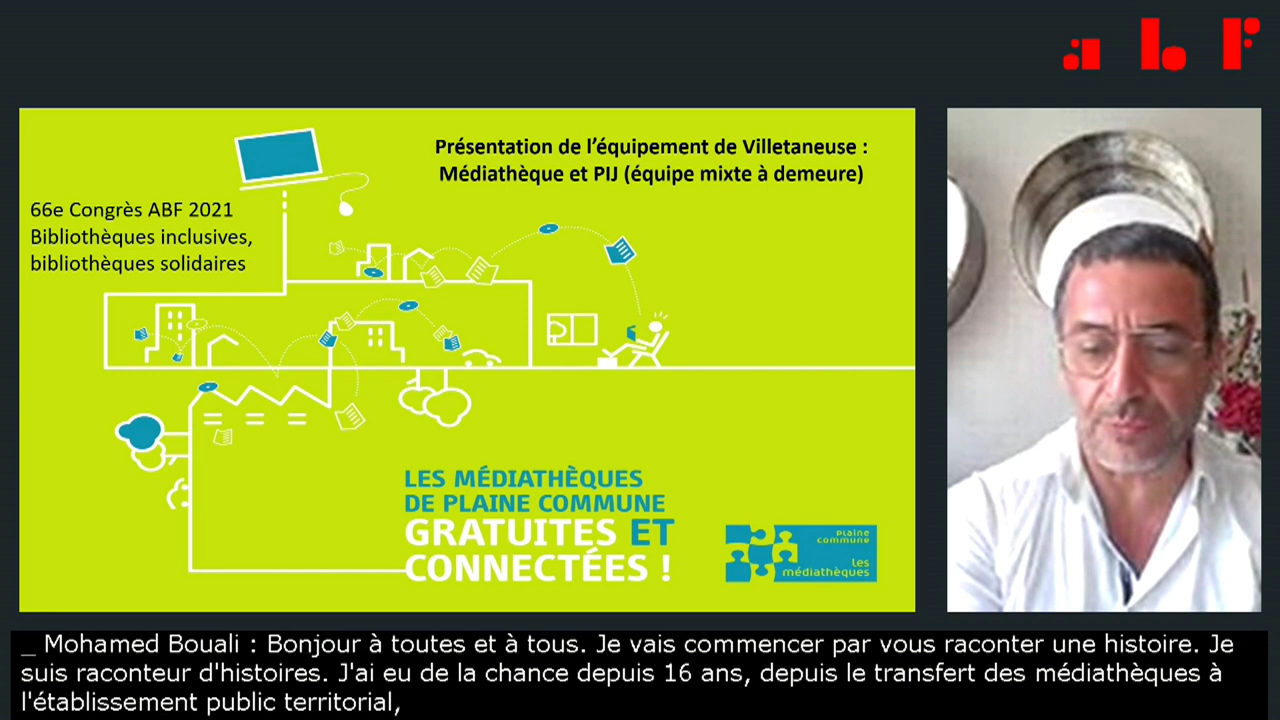 abf
Présentation de l’équipement de Villetaneuse :
Médiathèque et PIJ (équipe mixte à demeure)
66e Congrès ABF 2021
Bibliothèques inclusives,
bibliothèques solidaires
LES MÉDIATHÈQUES
DE PLAINE COMMUNE
GRATUITES ET
CONNECTÉES !
plaine
commune
les
médiathèques
_ Mohamed Bouali : Bonjour à toutes et à tous. Je vais commencer par vous raconter une histoire. Je
suis raconteur d'histoires. J'ai eu de la chance depuis 16 ans, depuis le transfert des médiathèques à
l'établissement public territorial,